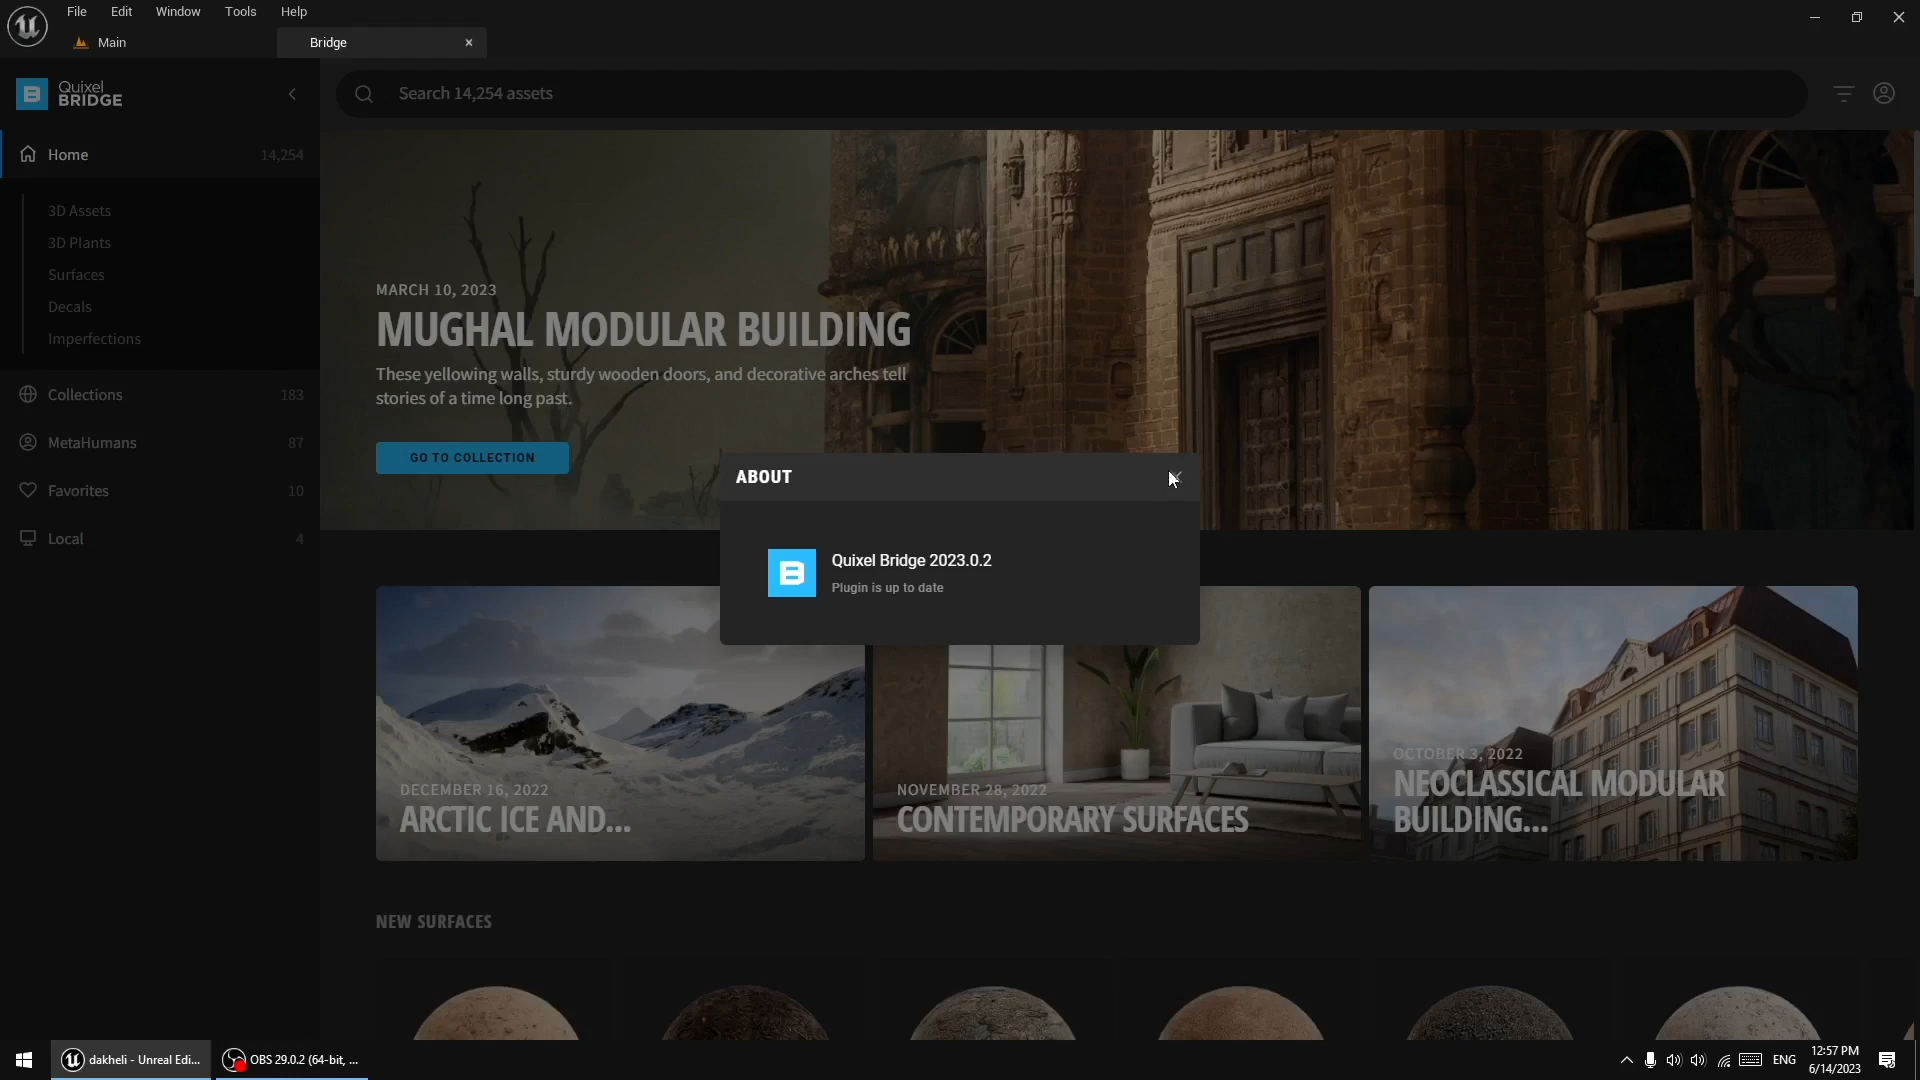 File Edit Window Tools Help
Main
Bridge
Quixel
BRIDGE
Search 14,254 assets
Home 14,254
3D Assets
3D Plants
Surfaces
Decals
Imperfections
Collections 183
MetaHumans 87
Favorites 10
Local 4
MARCH 10, 2023
MUGHAL MODULAR BUILDING
These yellowing walls, sturdy wooden doors, and decorative arches tell
stories of a time long past.
GO TO COLLECTION
ABOUT
Quixel Bridge 2023.0.2
Plugin is up to date
DECEMBER 16, 2022
ARCTIC ICE AND...
NOVEMBER 28, 2022
CONTEMPORARY SURFACES
OCTOBER 3, 2022
NEOCLASSICAL MODULAR
BUILDING...
NEW SURFACES
dakheli - Unreal Edi...
OBS 29.0.2 (64-bit, ...
ENG
12:57 PM
6/14/2023